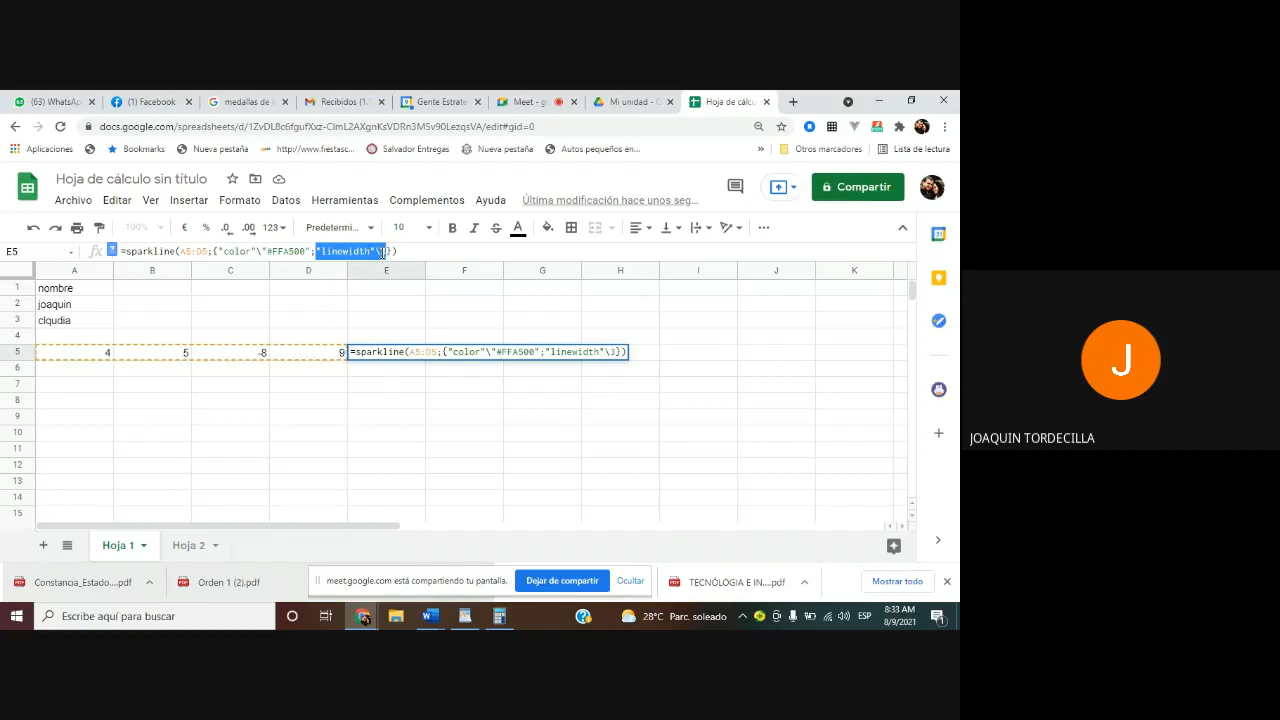 (63) WhatsAp
(1) Facebook
medallas de
Recibidos (1.
Gente Estrate
Meet - g
Mi unidad - G
Hoja de cálcu
docs.google.com/spreadsheets/d/1ZvDL8c6fgufXxz-CimL2AXgnKsVDRn3M5v90LezqsVA/edit#gid=0
Aplicaciones
Bookmarks
Nueva pestaña
http://www.fiestasc...
Salvador Entregas
Nueva pestaña
Autos pequeños en...
»
Otros marcadores
Lista de lectura
Hoja de cálculo sin título
Compartir
Archivo Editar Ver Insertar Formato Datos Herramientas Complementos Ayuda Última modificación hace unos seg...
100% € % .0 .00 123 Predetermi... 10 B I S A
E5 fx ? =sparkline(A5:D5;{"color"\"#FFA500";"linewidth"\3})
A B C D E F G H I J K
1 nombre
2 joaquin
3 clqudia
4
5 4 5 -8 9 =sparkline(A5:D5;{"color"\"#FFA500";"linewidth"\3})
6
7
8
9
10
11
12
13
14
15
Hoja 1 Hoja 2
Constancia_Estado....pdf
Orden 1 (2).pdf
meet.google.com está compartiendo tu pantalla.
Dejar de compartir
Ocultar
TECNÓLOGIA E IN....pdf
Mostrar todo
Escribe aquí para buscar
28°C Parc. soleado
ESP
8:33 AM
8/9/2021
1
J
JOAQUIN TORDECILLA